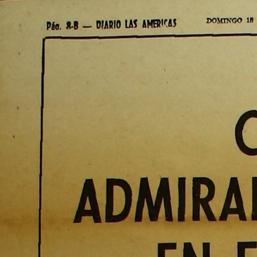 Pág. 8-B — DIARIO LAS AMERICAS DOMINGO 18
ADMIRA
EN